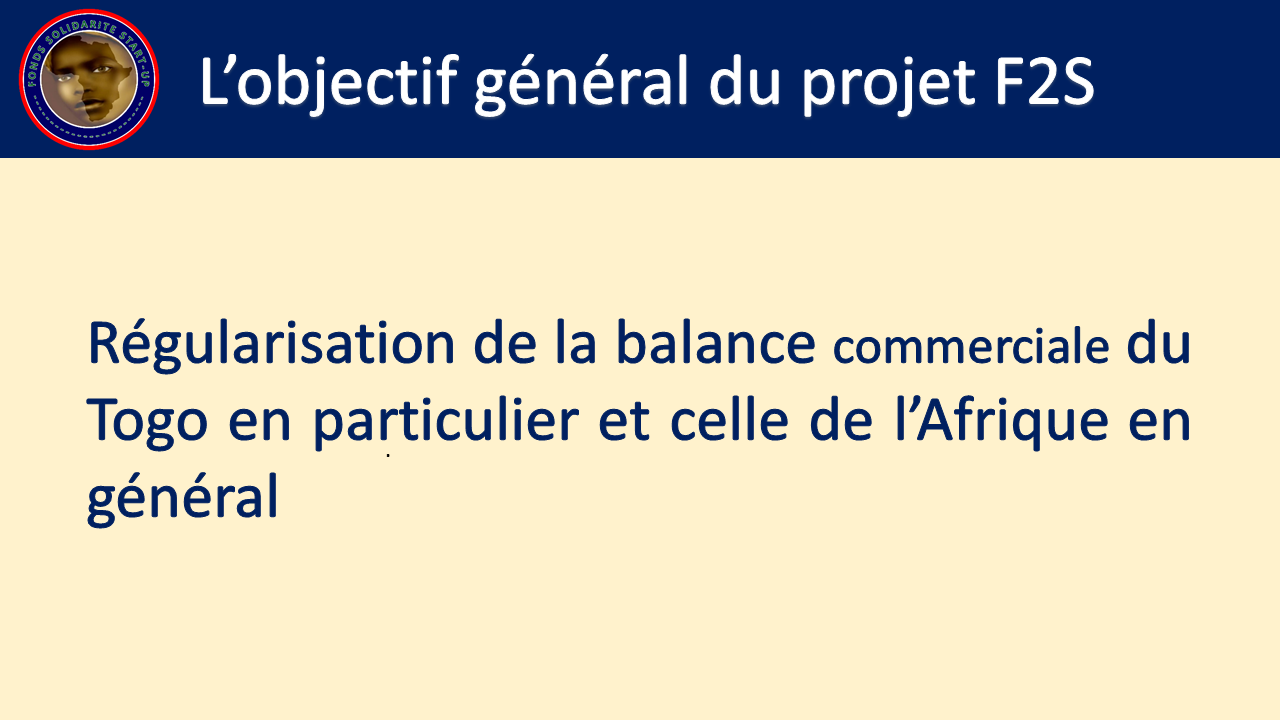 FONDS SOLIDARITE START-UP
L’objectif général du projet F2S
Régularisation de la balance commerciale du
Togo en particulier et celle de l’Afrique en
général
.